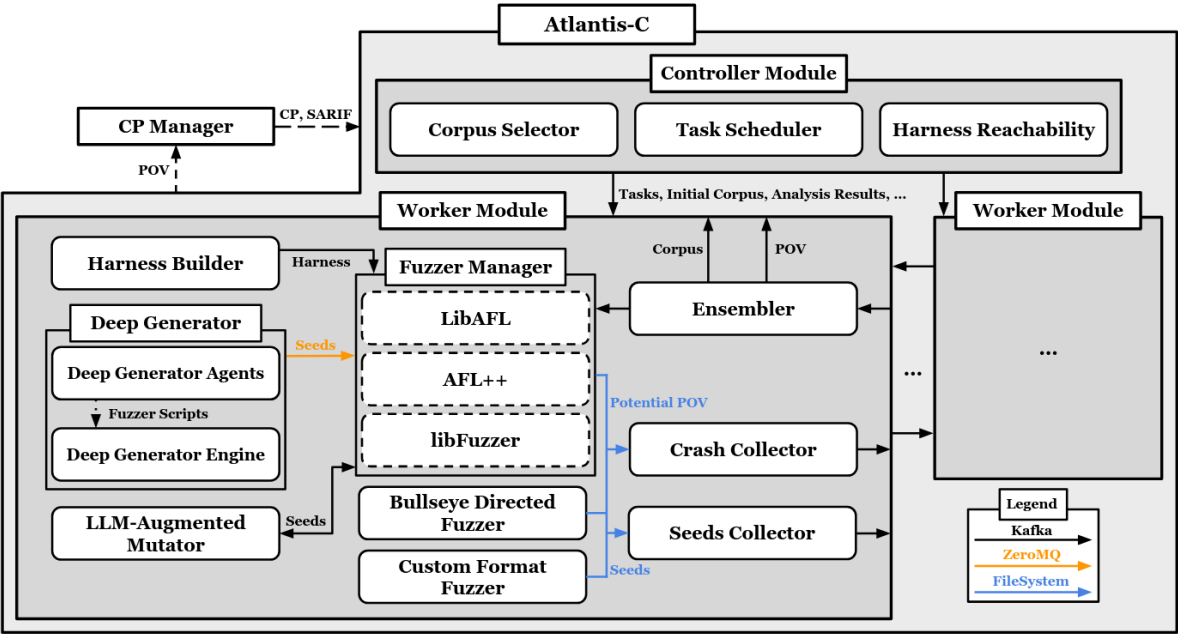 Atlantis-C
Controller Module
Corpus Selector
Task Scheduler
Harness Reachability
CP Manager
CP, SARIF
POV
Tasks, Initial Corpus, Analysis Results, ...
Worker Module
Harness Builder
Harness
Fuzzer Manager
LibAFL
AFL++
libFuzzer
Deep Generator
Deep Generator Agents
Fuzzer Scripts
Deep Generator Engine
Seeds
LLM-Augmented
Mutator
Seeds
Bullseye Directed
Fuzzer
Custom Format
Fuzzer
Corpus
POV
Ensembler
Potential POV
Crash Collector
Seeds Collector
Seeds
...
Worker Module
...
Legend
Kafka
ZeroMQ
FileSystem